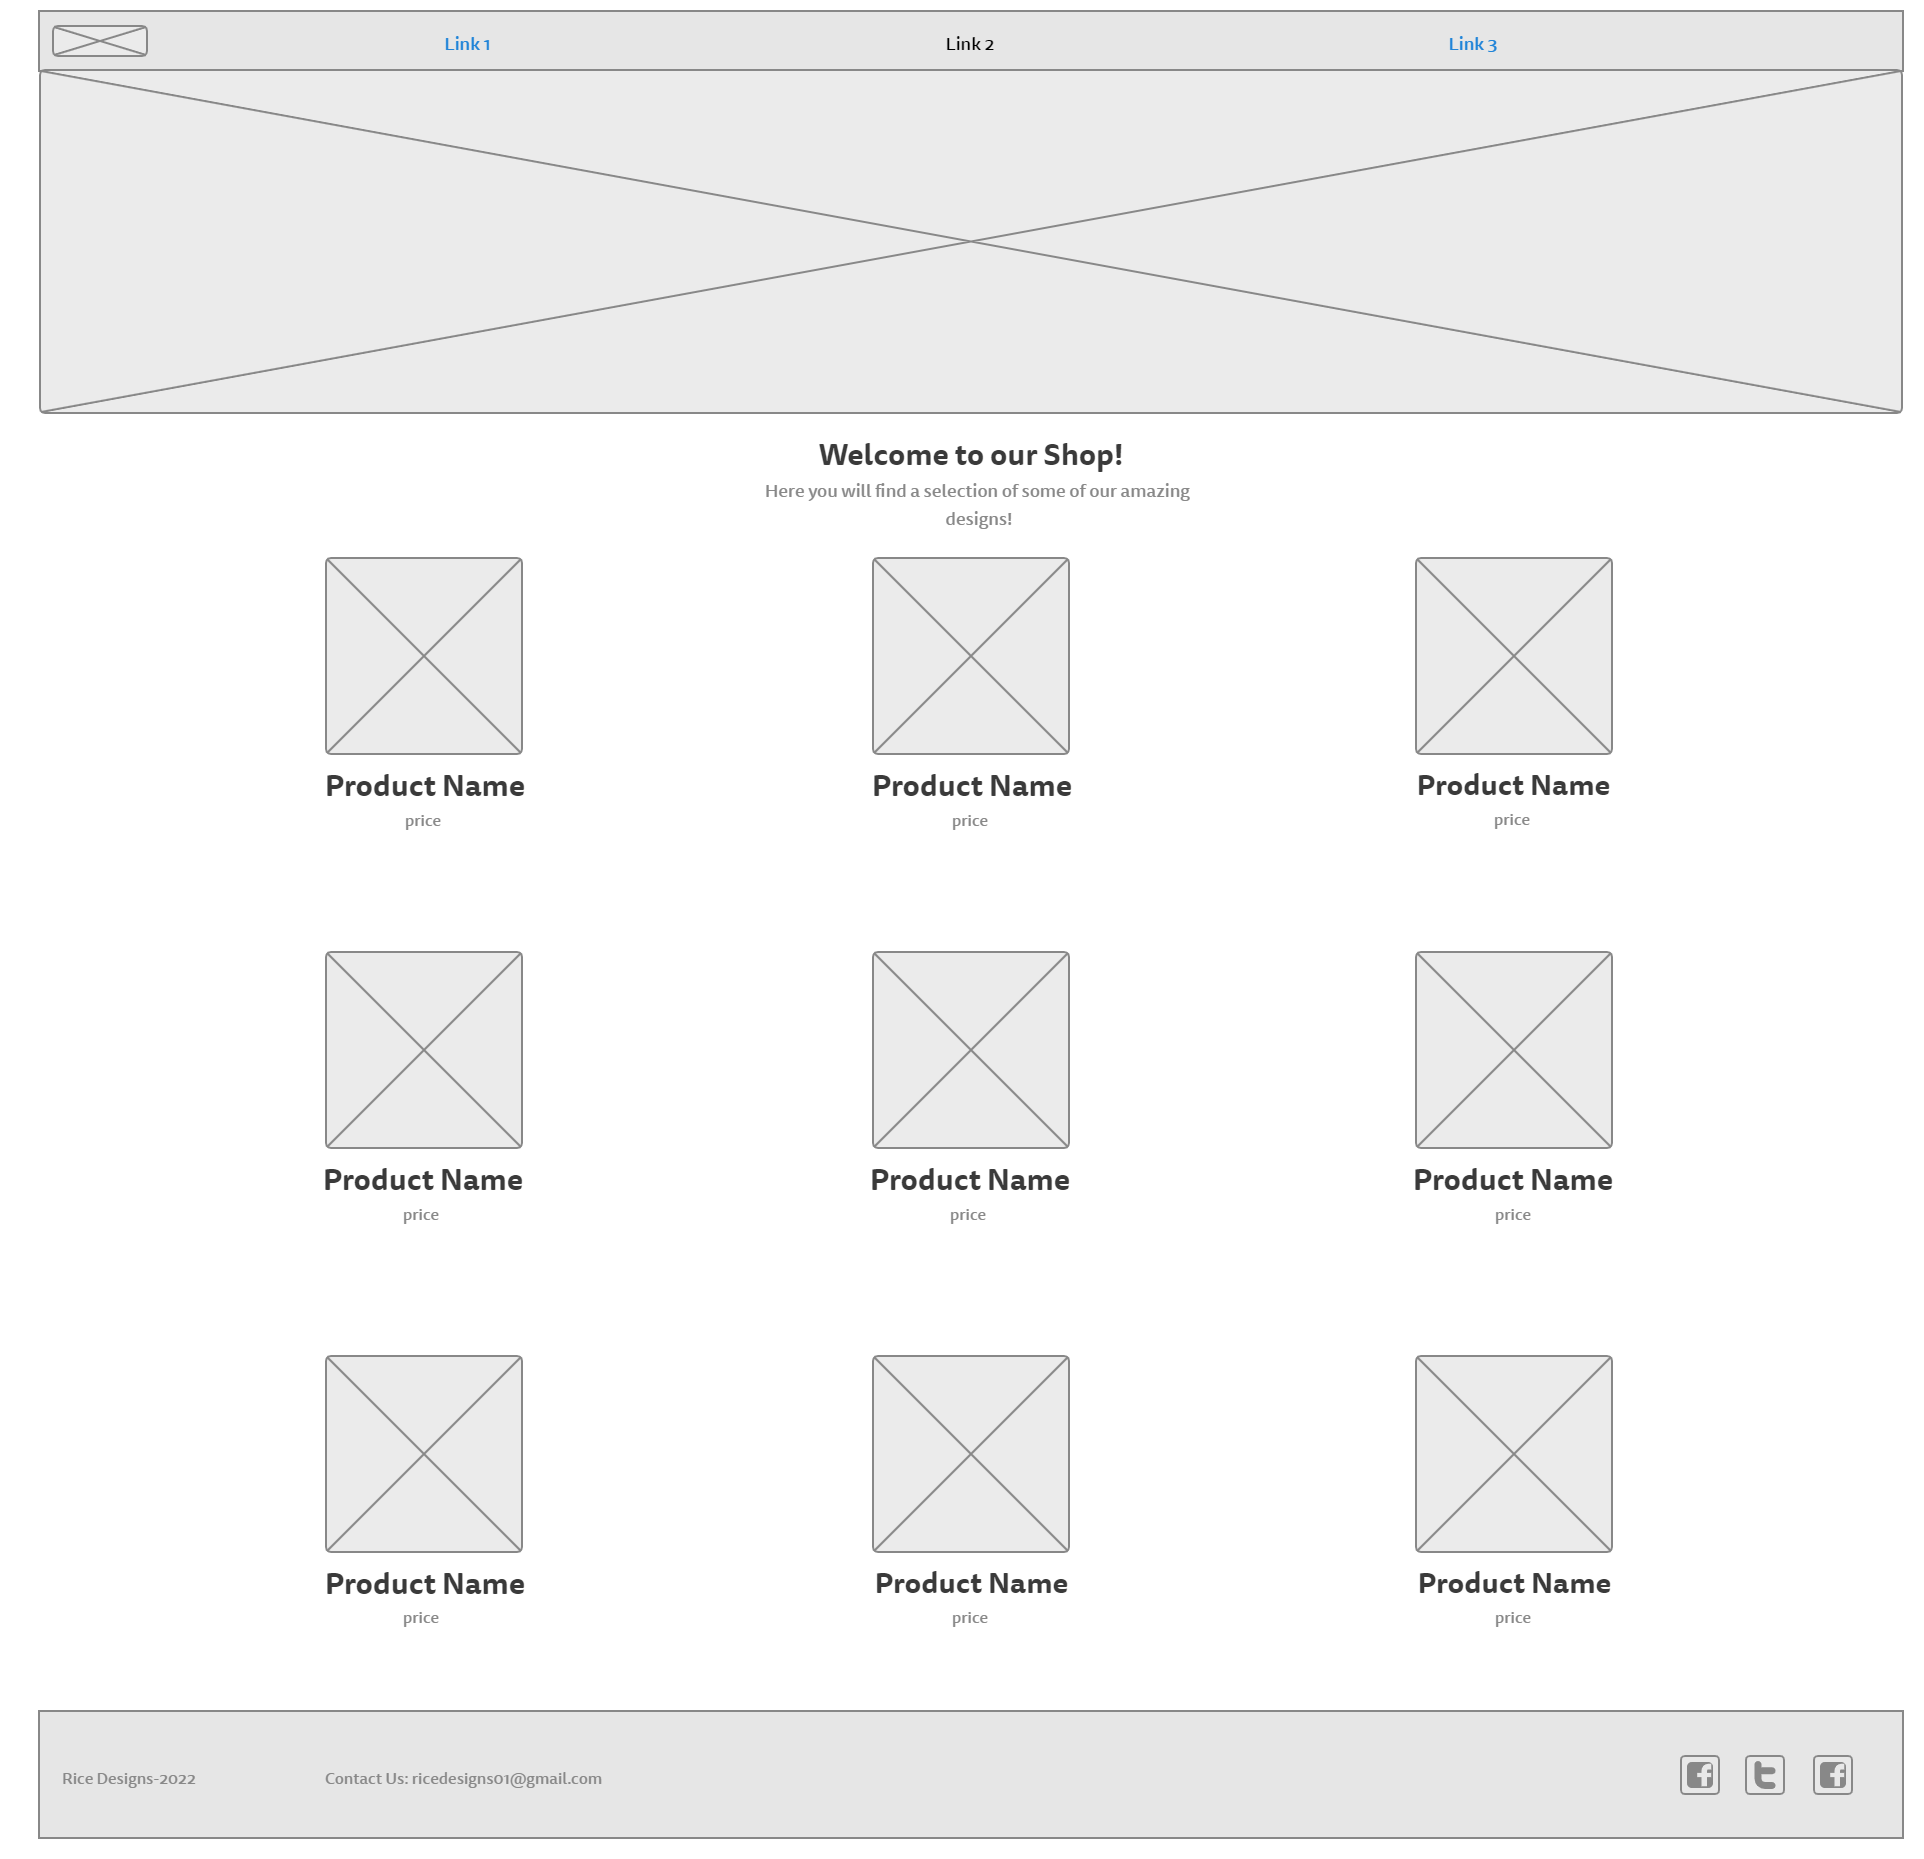 Link 1
Link 2
Link 3
Welcome to our Shop!
Here you will find a selection of some of our amazing
designs!
Product Name
price
Product Name
price
Product Name
price
Product Name
price
Product Name
price
Product Name
price
Product Name
price
Product Name
price
Product Name
price
Rice Designs-2022
Contact Us: ricedesigns01@gmail.com